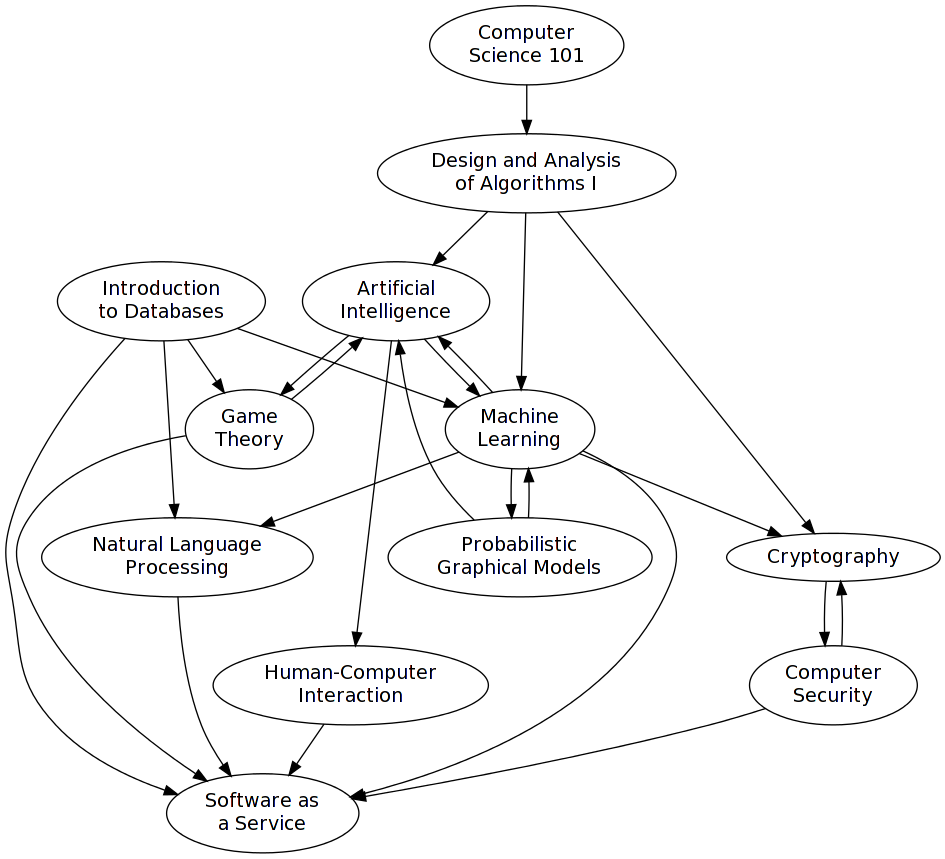 Computer
Science 101
Design and Analysis
of Algorithms I
Introduction
to Databases
Artificial
Intelligence
Game
Theory
Machine
Learning
Natural Language
Processing
Probabilistic
Graphical Models
Cryptography
Human-Computer
Interaction
Computer
Security
Software as
a Service